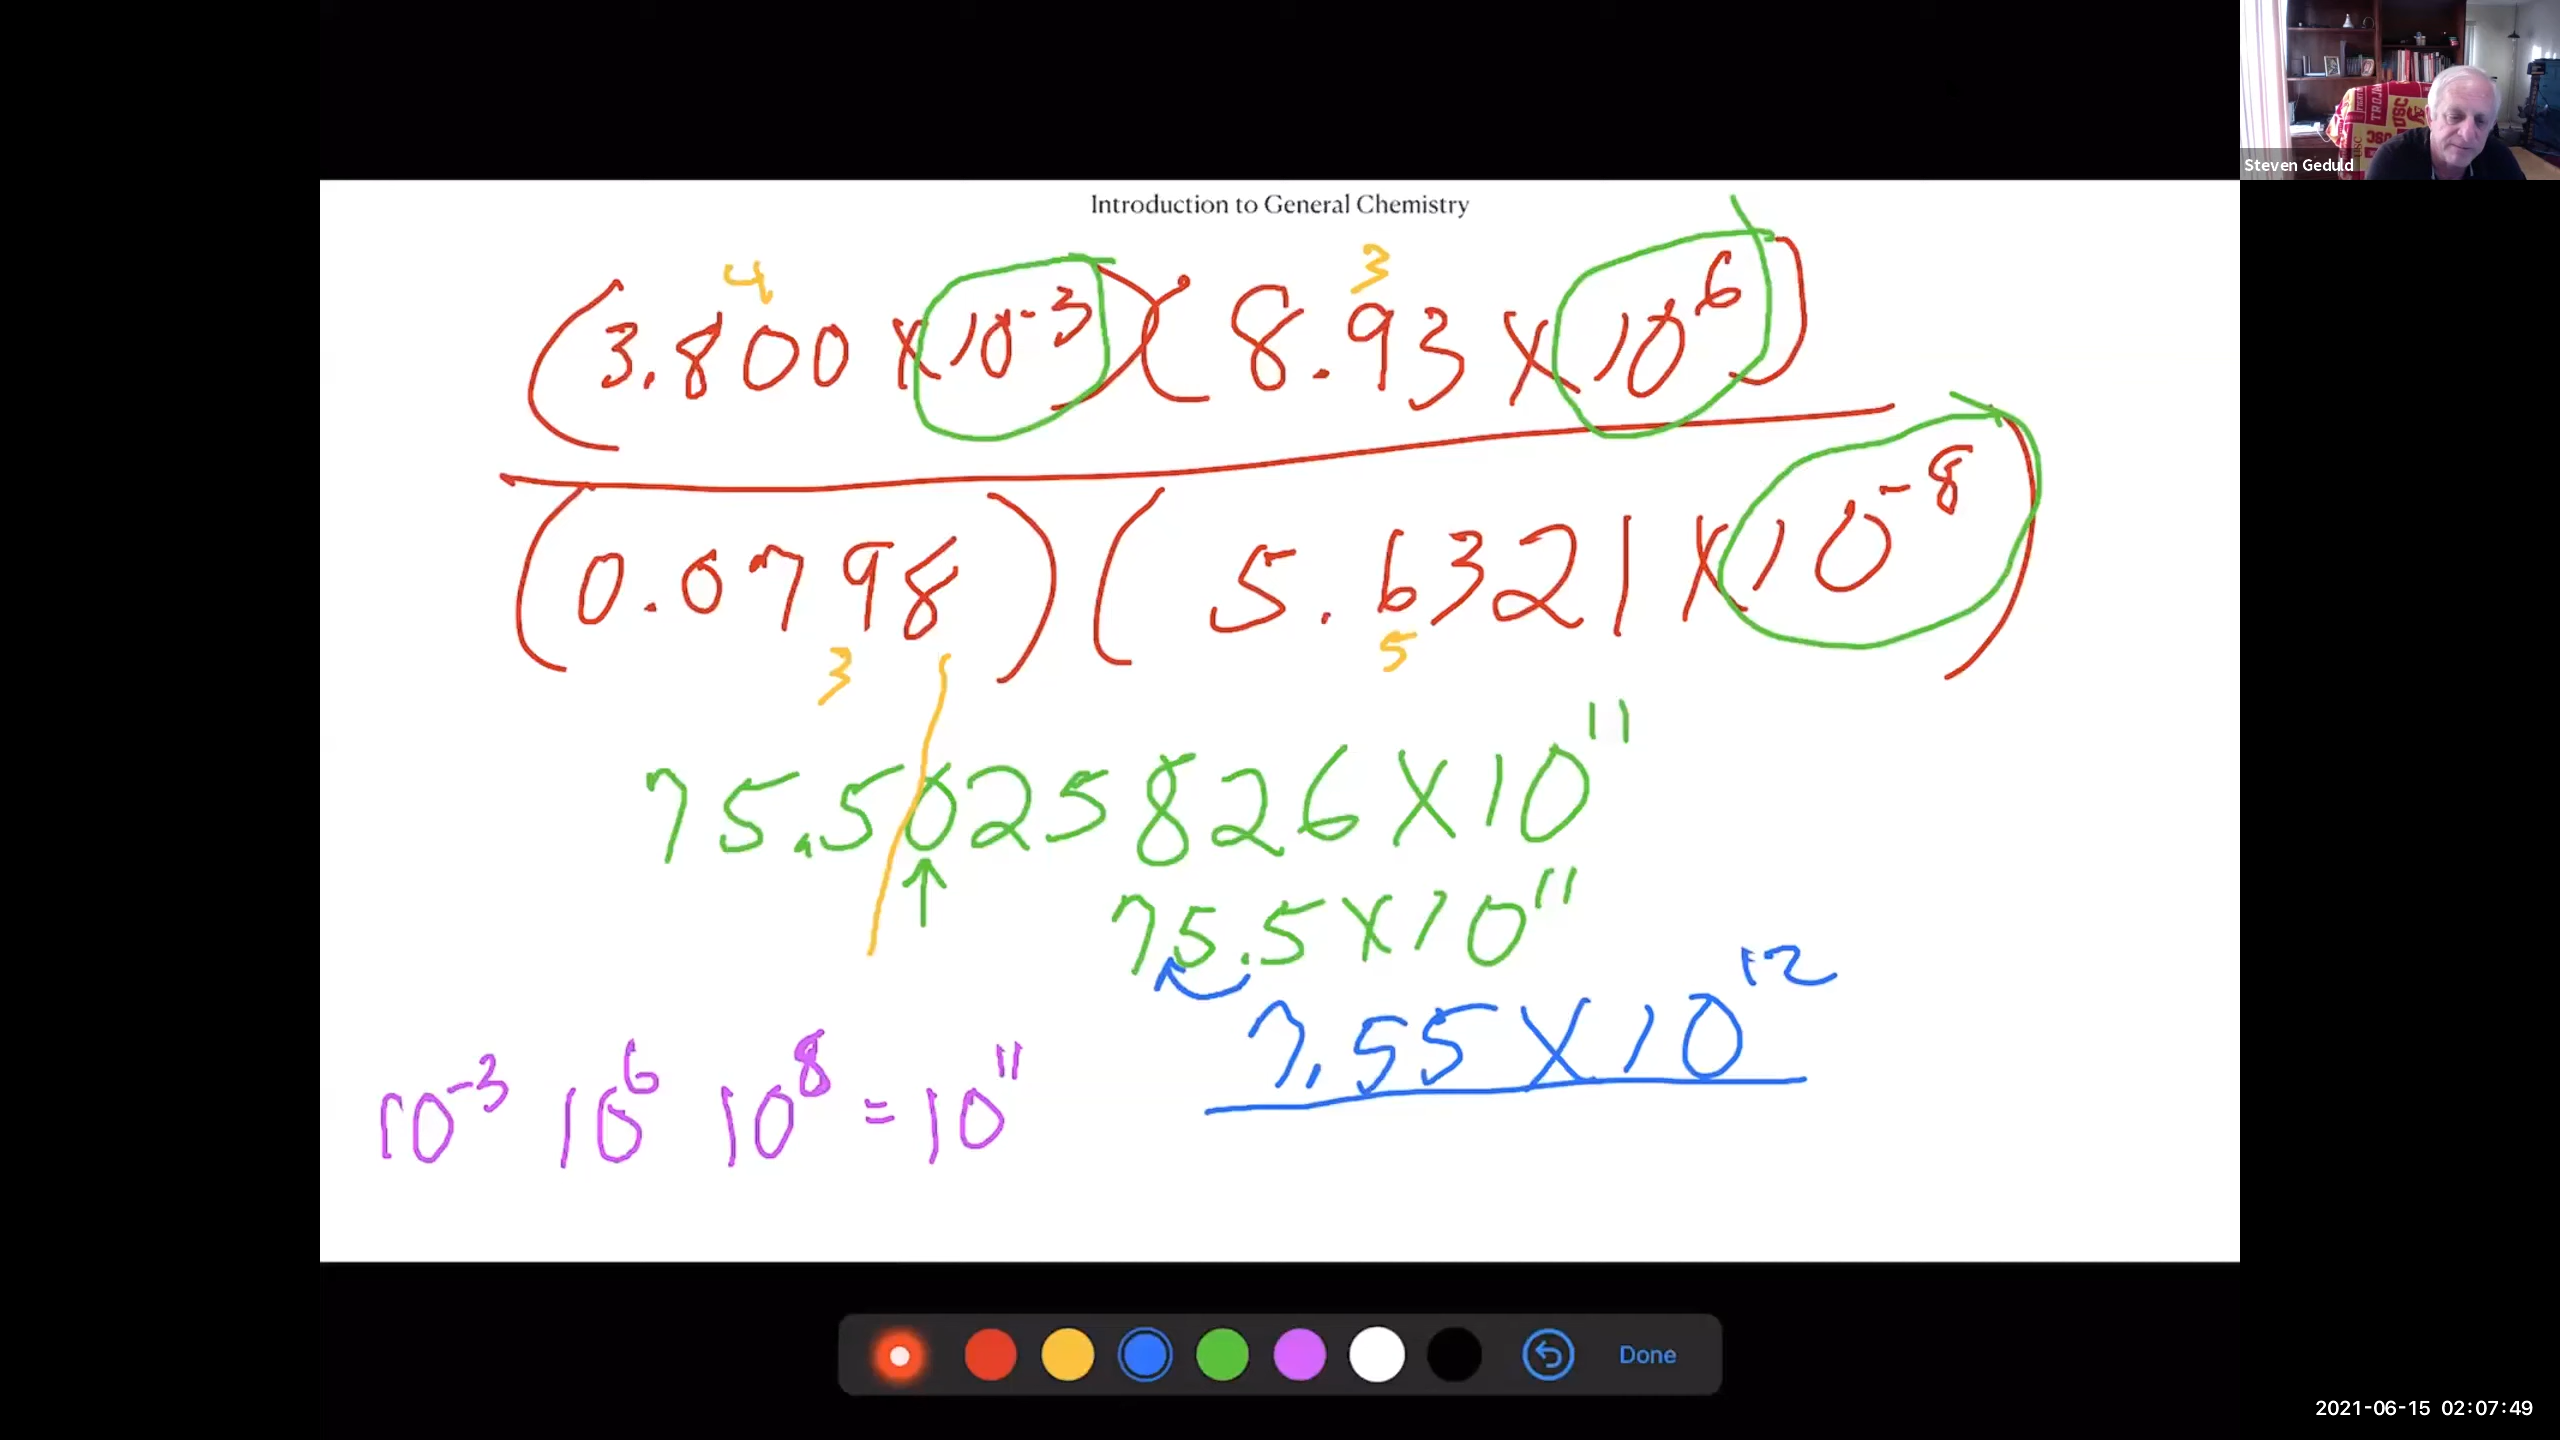 Steven Geduld
Introduction to General Chemistry
4 3
(3.800 x 10^-3)(8.93 x 10^6)
(0.0798)(5.6321 x 10^-8)
3 5
75.5025826 x 10^11
75.5 x 10^11
7.55 x 10^12
10^-3 10^6 10^8 = 10^11
Done
2021-06-15 02:07:49